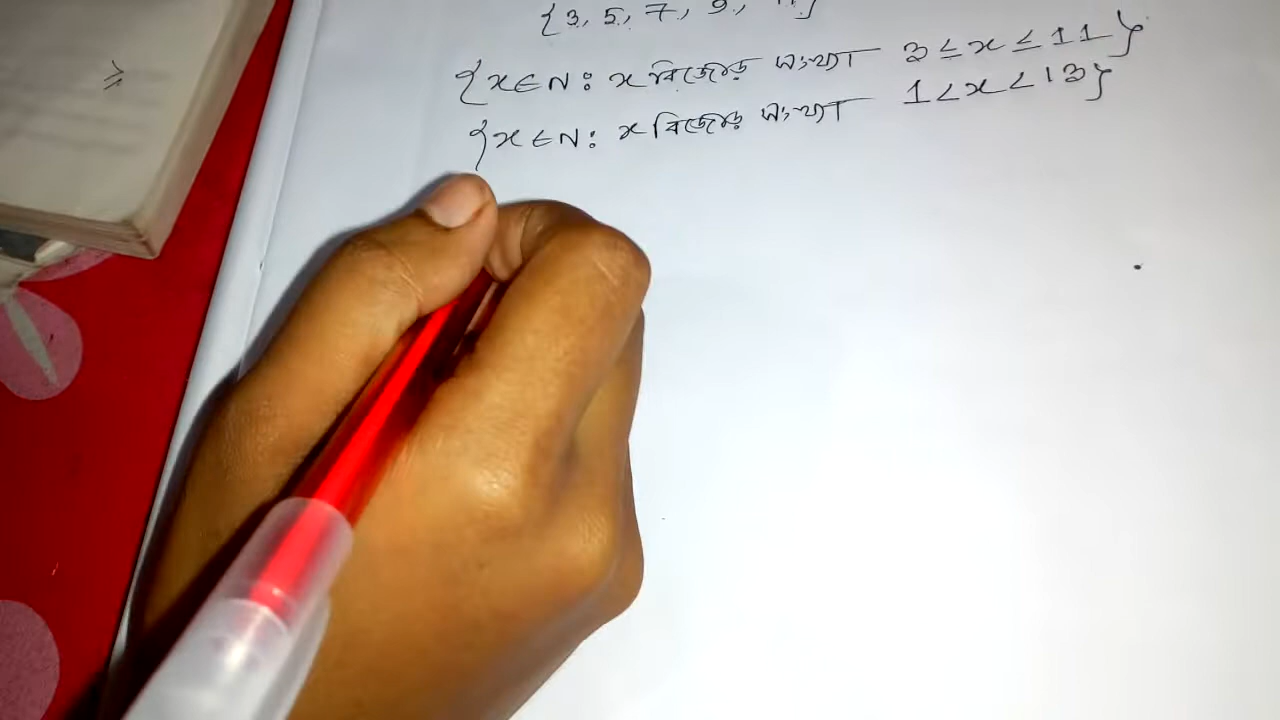 {3, 5, 7, 9, 11}
{x∈N: x বিজোড় সংখ্যা 3 ≤ x ≤ 11}
{x∈N: x বিজোড় সংখ্যা 1 < x < 13}